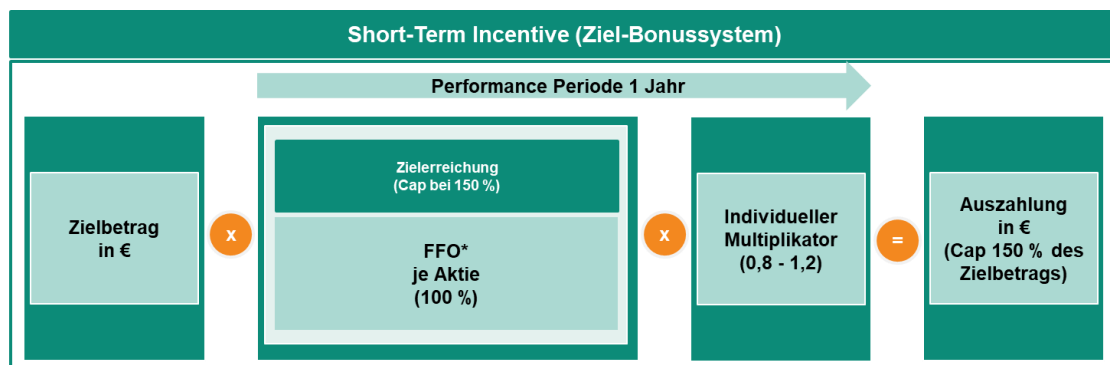 Short-Term Incentive (Ziel-Bonussystem)
Performance Periode 1 Jahr
Zielbetrag
in €
x
Zielerreichung
(Cap bei 150 %)
FFO*
je Aktie
(100 %)
x
Individueller
Multiplikator
(0,8 - 1,2)
=
Auszahlung
in €
(Cap 150 % des
Zielbetrags)